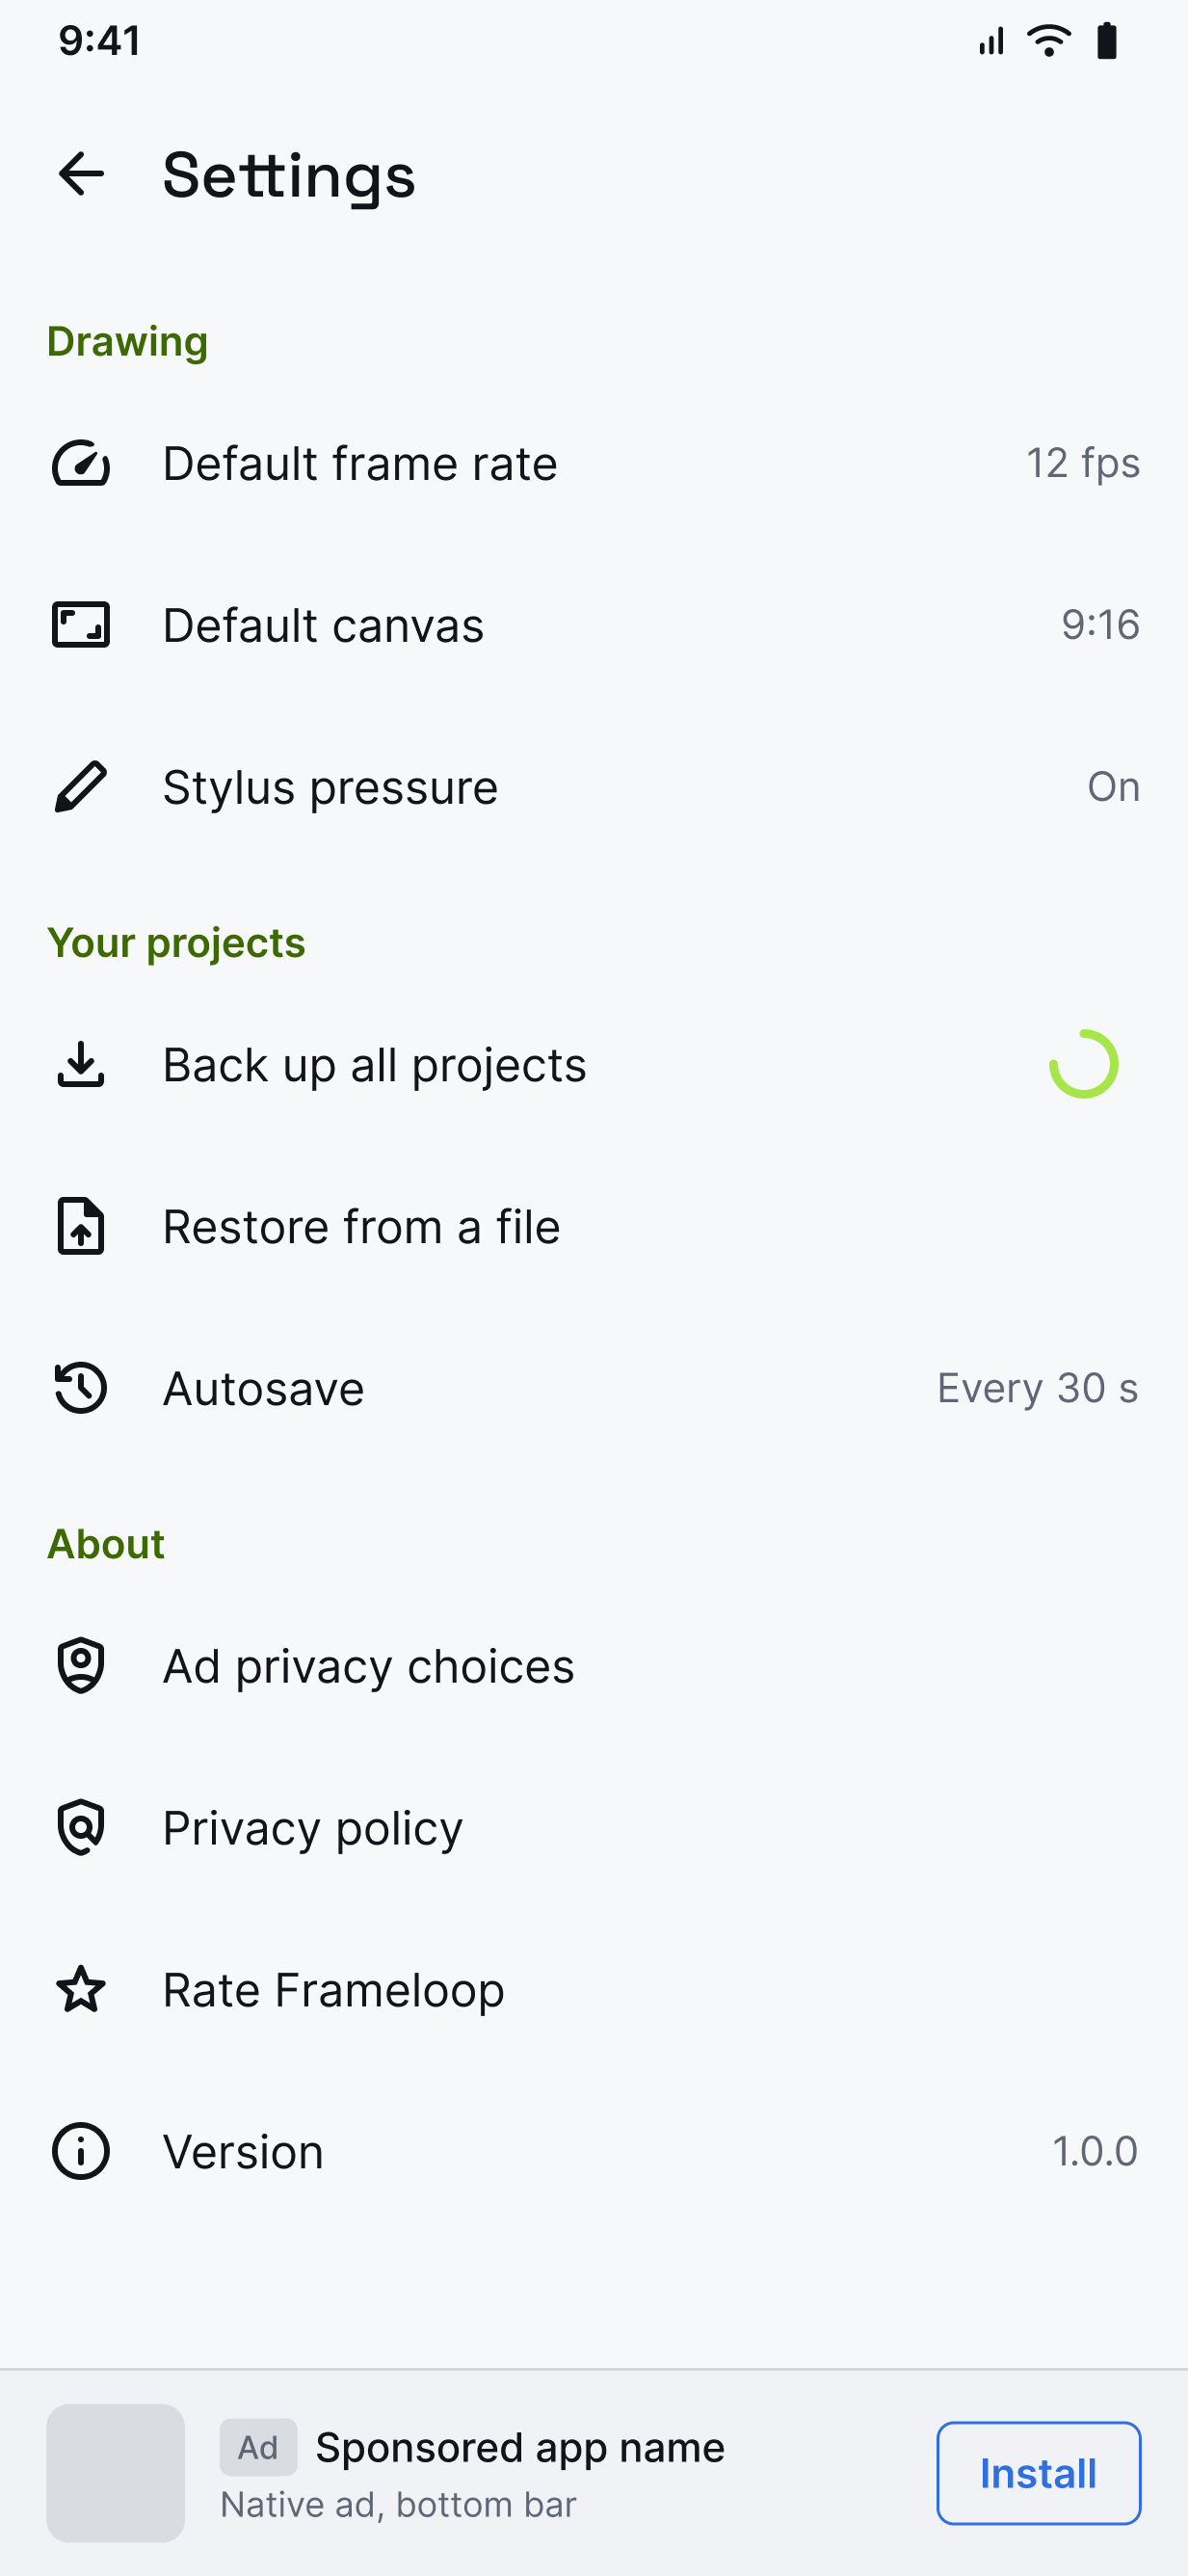 9:41
Settings
Drawing
Default frame rate 12 fps
Default canvas 9:16
Stylus pressure On
Your projects
Back up all projects
Restore from a file
Autosave Every 30 s
About
Ad privacy choices
Privacy policy
Rate Frameloop
Version 1.0.0
Ad Sponsored app name
Native ad, bottom bar
Install